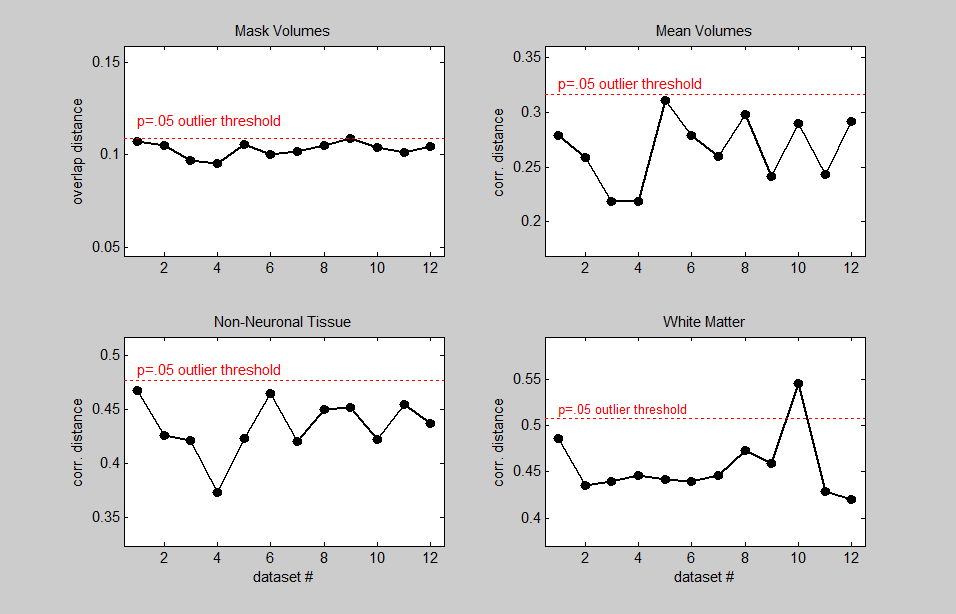 Mask Volumes
0.15
p=.05 outlier threshold
0.1
0.05
overlap distance
2 4 6 8 10 12
Mean Volumes
0.35
p=.05 outlier threshold
0.3
0.25
0.2
corr. distance
2 4 6 8 10 12
Non-Neuronal Tissue
0.5
p=.05 outlier threshold
0.45
0.4
0.35
corr. distance
2 4 6 8 10 12
dataset #
White Matter
0.55
p=.05 outlier threshold
0.5
0.45
0.4
corr. distance
2 4 6 8 10 12
dataset #